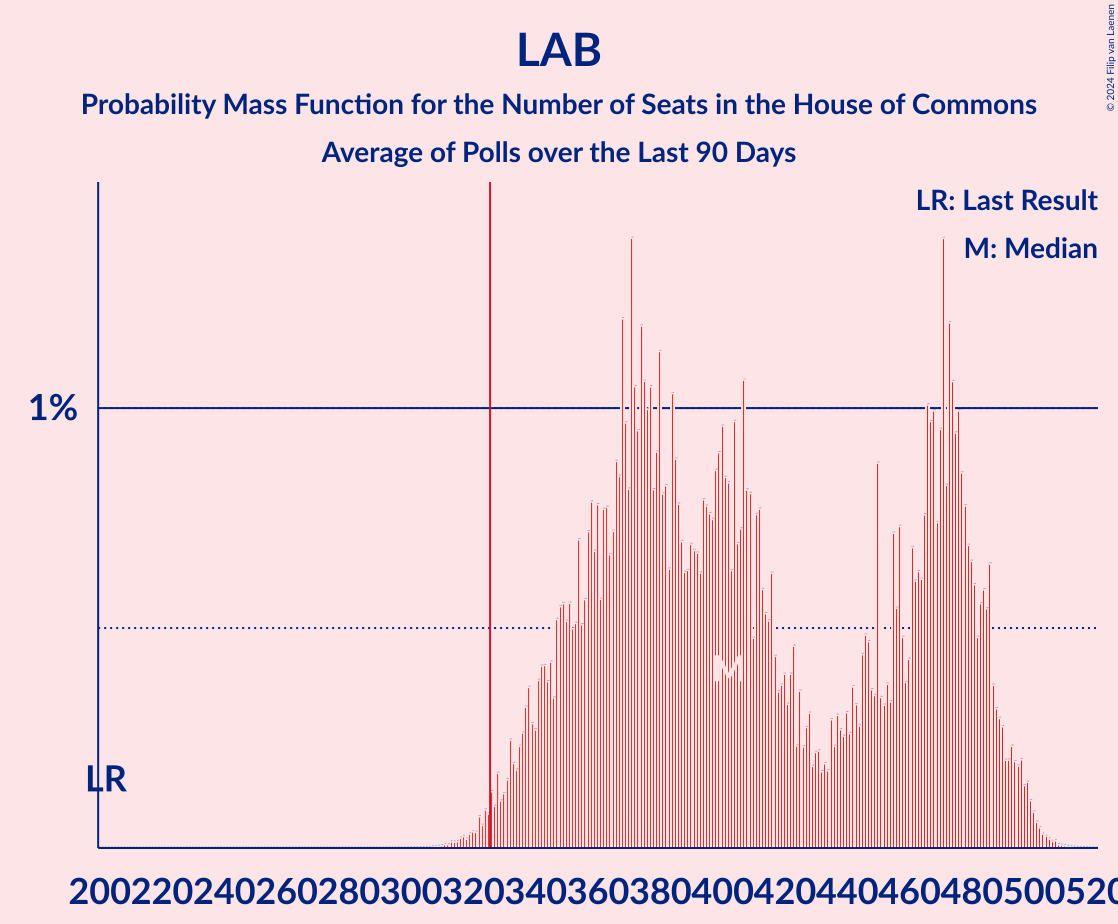 LAB
Probability Mass Function for the Number of Seats in the House of Commons
Average of Polls over the Last 90 Days
© 2024 Filip van Laenen
LR: Last Result
M: Median
1%
M
LR
200220240260280300320340360380400420440460480500520